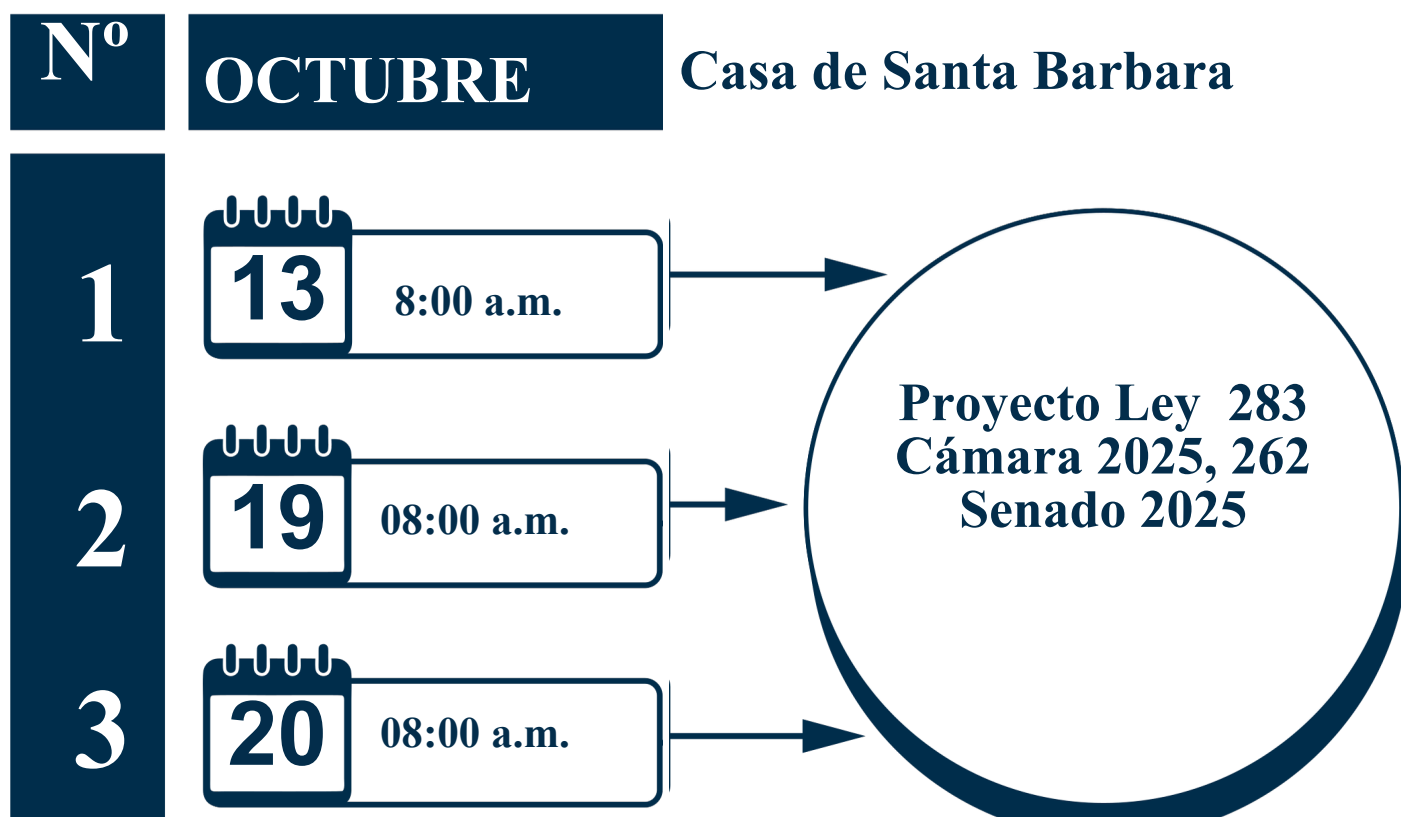 Nº
OCTUBRE
Casa de Santa Barbara
1
13
8:00 a.m.
Proyecto Ley 283
Cámara 2025, 262
Senado 2025
2
19
08:00 a.m.
3
20
08:00 a.m.